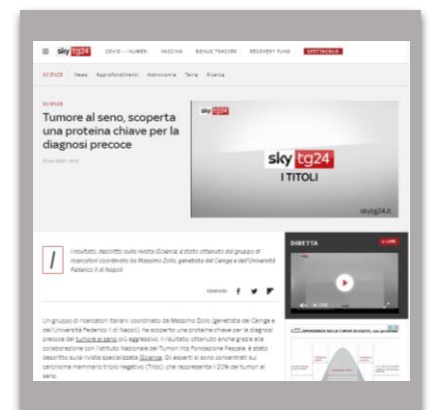 sky tg24 COVID - I NUMERI VACCINO BONUS TRACKER RECOVERY FUND SPETTACOLO
SCIENZE News Approfondimenti Astronomia Terra Ricerca
SCIENZE
Tumore al seno, scoperta
una proteina chiave per la
diagnosi precoce
sky tg24
sky tg24
I TITOLI
skytg24.it
I
risultato, descritto sulla rivista iScience, è stato ottenuto dal gruppo di
ricercatori coordinato da Massimo Zollo, genetista del Ceinge e dell'Università
Federico II di Napoli
CONDIVIDI
DIRETTA
LIVE
LIVE
Un gruppo di ricercatori italiani, coordinato da Massimo Zollo (genetista del Ceinge e
dell'Università Federico II di Napoli), ha scoperto una proteina chiave per la diagnosi
precoce del tumore al seno più aggressivo. Il risultato, ottenuto anche grazie alla
collaborazione con l'Istituto Nazionale dei Tumori Irccs Fondazione Pascale, è stato
descritto sulla rivista specializzata iScience. Gli esperti si sono concentrati sul
carcinoma mammario triplo negativo (Tnbc), che rappresenta il 20% dei tumori al
seno.